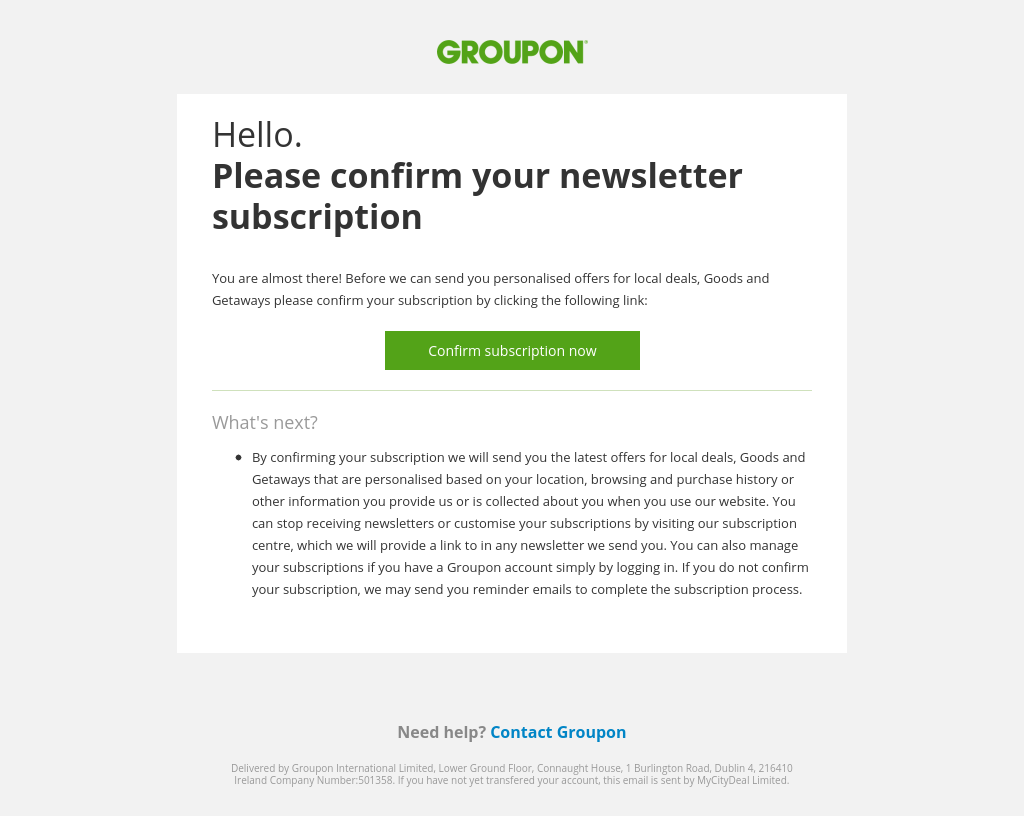 GROUPON
Hello.
Please confirm your newsletter
subscription
You are almost there! Before we can send you personalised offers for local deals, Goods and
Getaways please confirm your subscription by clicking the following link:
Confirm subscription now
What's next?
• By confirming your subscription we will send you the latest offers for local deals, Goods and
Getaways that are personalised based on your location, browsing and purchase history or
other information you provide us or is collected about you when you use our website. You
can stop receiving newsletters or customise your subscriptions by visiting our subscription
centre, which we will provide a link to in any newsletter we send you. You can also manage
your subscriptions if you have a Groupon account simply by logging in. If you do not confirm
your subscription, we may send you reminder emails to complete the subscription process.
Need help? Contact Groupon
Delivered by Groupon International Limited, Lower Ground Floor, Connaught House, 1 Burlington Road, Dublin 4, 216410
Ireland Company Number:501358. If you have not yet transfered your account, this email is sent by MyCityDeal Limited.